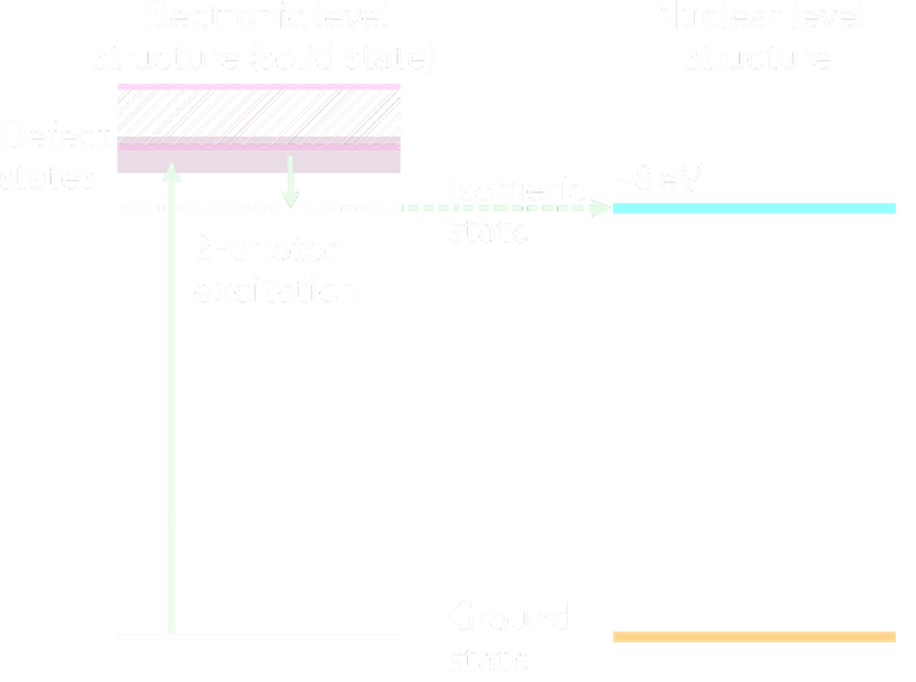 Electronic level
structure (solid state)
Nuclear level
structure
Defect
states
~8 eV
Isomeric
state
2-photon
excitation
Ground
state